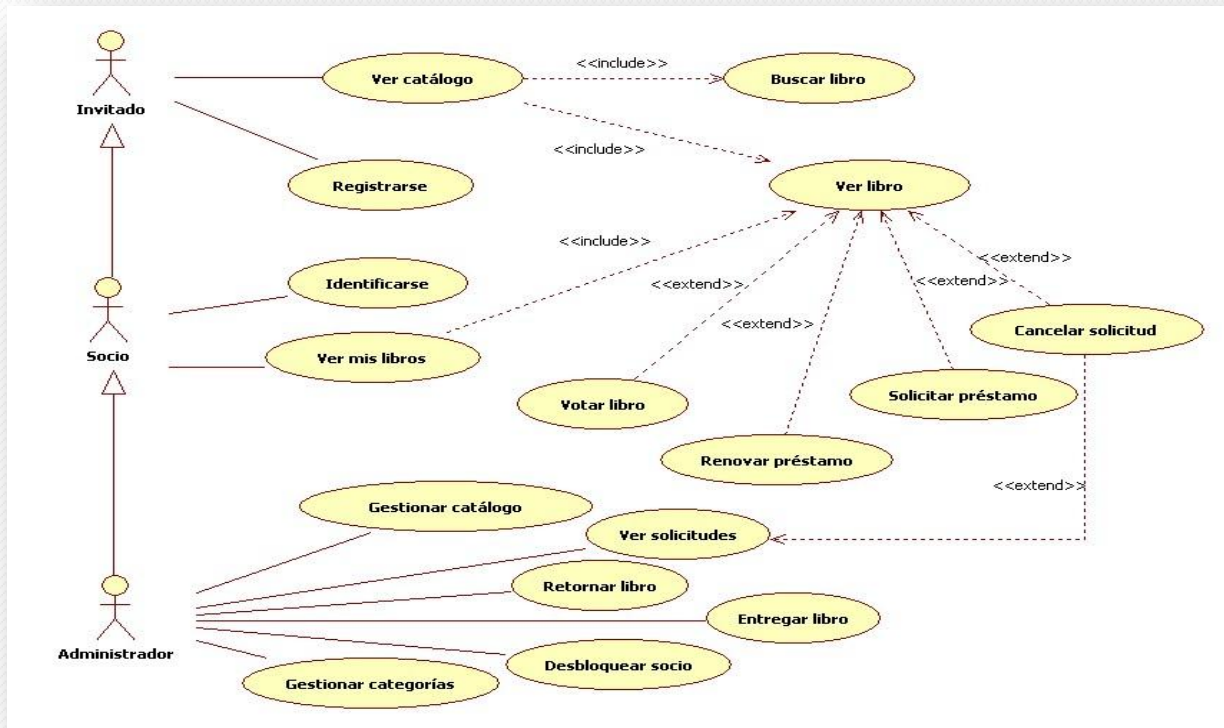 Invitado
Ver catálogo
<<include>>
Buscar libro
<<include>>
Registrarse
Ver libro
<<include>>
<<extend>>
<<extend>>
<<extend>>
<<extend>>
Socio
Identificarse
Ver mis libros
Cancelar solicitud
Votar libro
Solicitar préstamo
Renovar préstamo
<<extend>>
Administrador
Gestionar catálogo
Ver solicitudes
Retornar libro
Entregar libro
Desbloquear socio
Gestionar categorías